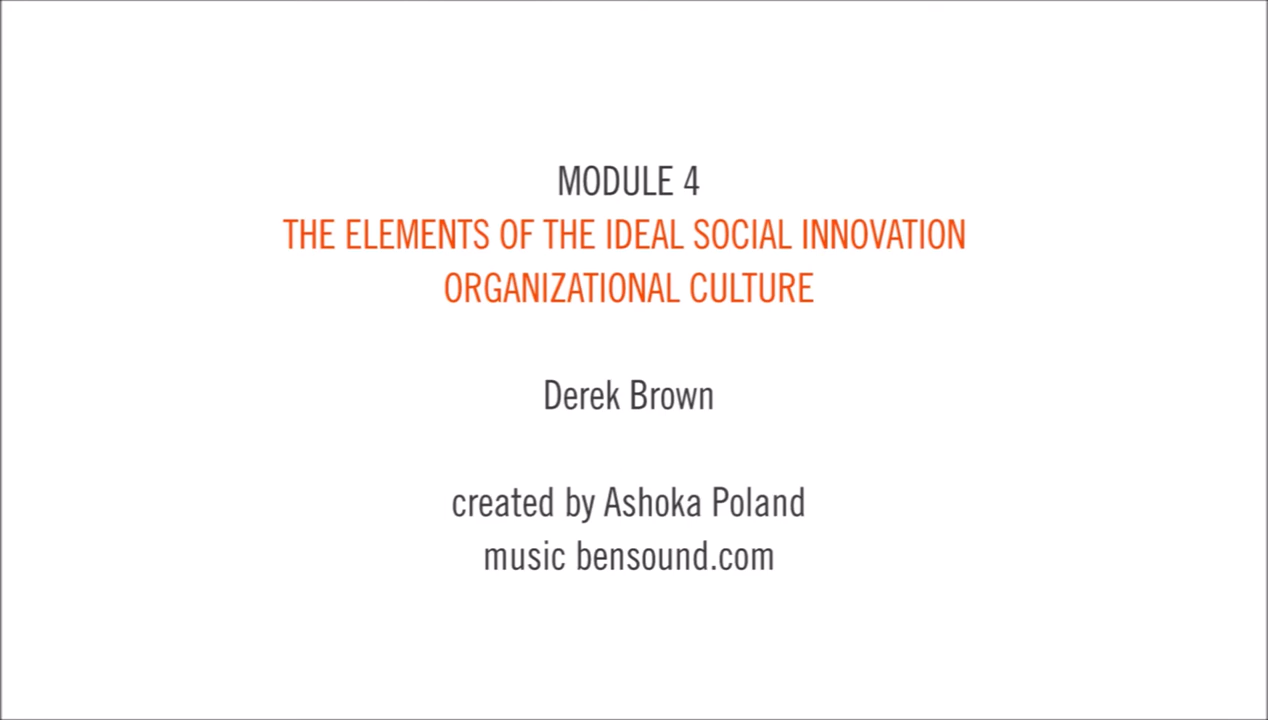 MODULE 4
THE ELEMENTS OF THE IDEAL SOCIAL INNOVATION
ORGANIZATIONAL CULTURE
Derek Brown
created by Ashoka Poland
music bensound.com